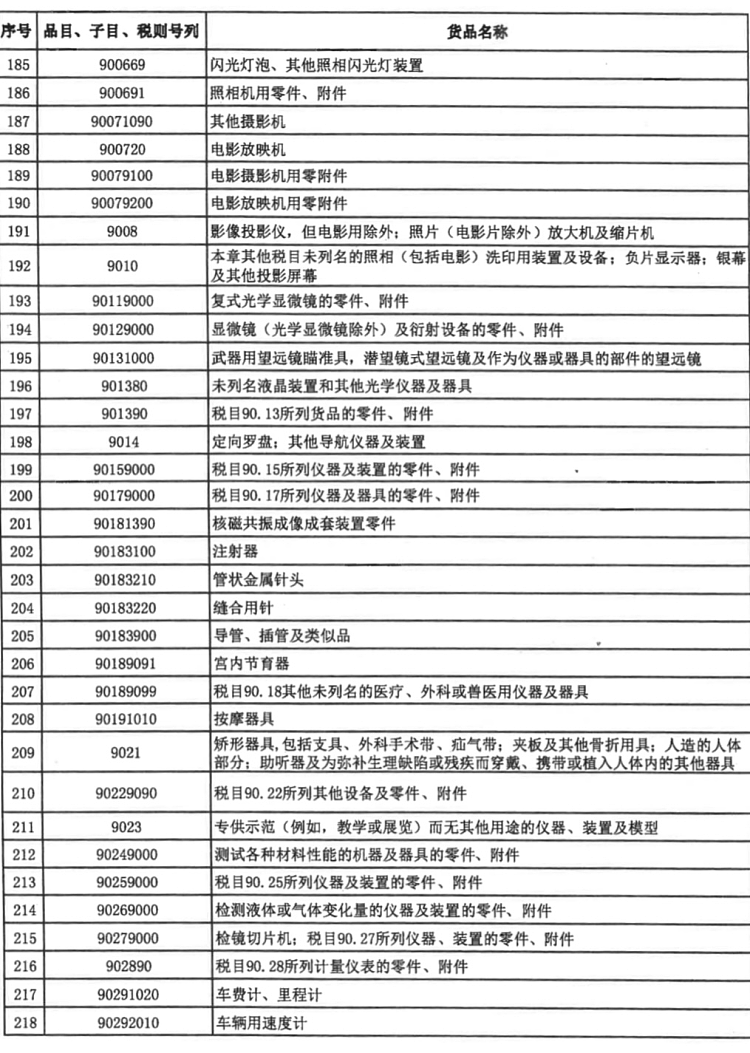 序号 品目、子目、税则号列 货品名称
185 900669 闪光灯泡、其他照相闪光灯装置
186 900691 照相机用零件、附件
187 90071090 其他摄影机
188 900720 电影放映机
189 90079100 电影摄影机用零附件
190 90079200 电影放映机用零附件
191 9008 影像投影仪，但电影用除外；照片（电影片除外）放大机及缩片机
192 9010 本章其他税目未列名的照相（包括电影）洗印用装置及设备；负片显示器；银幕
及其他投影屏幕
193 90119000 复式光学显微镜的零件、附件
194 90129000 显微镜（光学显微镜除外）及衍射设备的零件、附件
195 90131000 武器用望远镜瞄准具，潜望镜式望远镜及作为仪器或器具的部件的望远镜
196 901380 未列名液晶装置和其他光学仪器及器具
197 901390 税目90.13所列货品的零件、附件
198 9014 定向罗盘；其他导航仪器及装置
199 90159000 税目90.15所列仪器及装置的零件、附件
200 90179000 税目90.17所列仪器及器具的零件、附件
201 90181390 核磁共振成像成套装置零件
202 90183100 注射器
203 90183210 管状金属针头
204 90183220 缝合用针
205 90183900 导管、插管及类似品
206 90189091 宫内节育器
207 90189099 税目90.18其他未列名的医疗、外科或兽医用仪器及器具
208 90191010 按摩器具
209 9021 矫形器具,包括支具、外科手术带、疝气带；夹板及其他骨折用具；人造的人体
部分；助听器及为弥补生理缺陷或残疾而穿戴、携带或植入人体内的其他器具
210 90229090 税目90.22所列其他设备及零件、附件
211 9023 专供示范（例如，教学或展览）而无其他用途的仪器、装置及模型
212 90249000 测试各种材料性能的机器及器具的零件、附件
213 90259000 税目90.25所列仪器及装置的零件、附件
214 90269000 检测液体或气体变化量的仪器及装置的零件、附件
215 90279000 检镜切片机；税目90.27所列仪器、装置的零件、附件
216 902890 税目90.28所列计量仪表的零件、附件
217 90291020 车费计、里程计
218 90292010 车辆用速度计